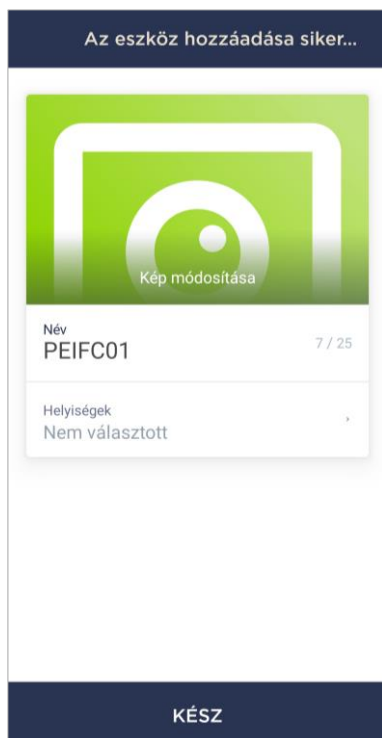 Az eszköz hozzáadása siker...
Kép módosítása
Név
PEIFC01
7 / 25
Helyiségek
Nem választott
KÉSZ